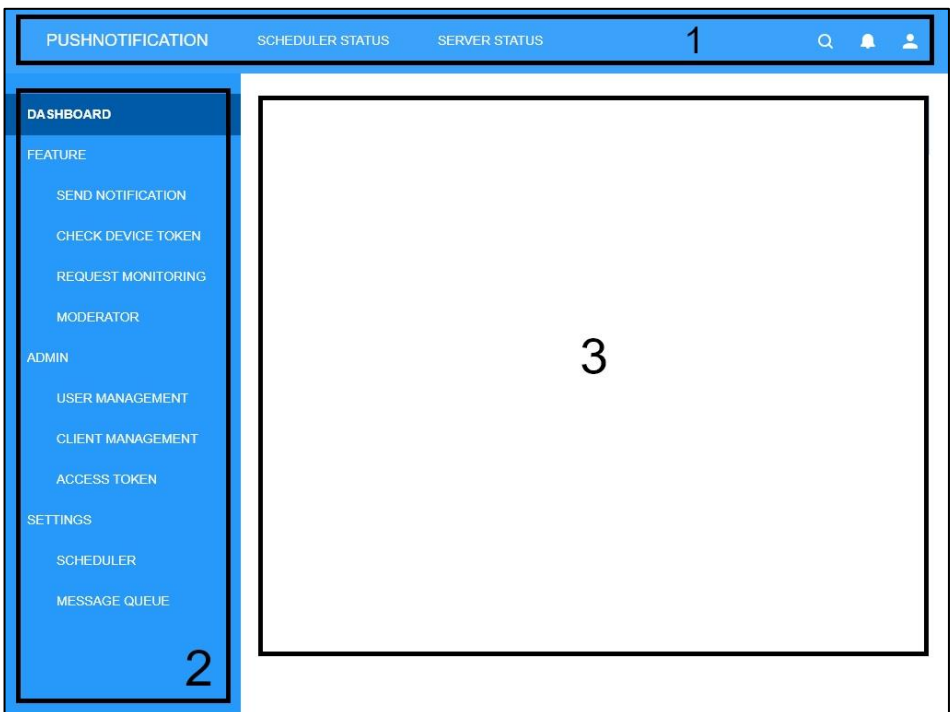 PUSHNOTIFICATION SCHEDULER STATUS SERVER STATUS 1
DASHBOARD
FEATURE
SEND NOTIFICATION
CHECK DEVICE TOKEN
REQUEST MONITORING
MODERATOR
ADMIN
USER MANAGEMENT
CLIENT MANAGEMENT
ACCESS TOKEN
SETTINGS
SCHEDULER
MESSAGE QUEUE
2
3